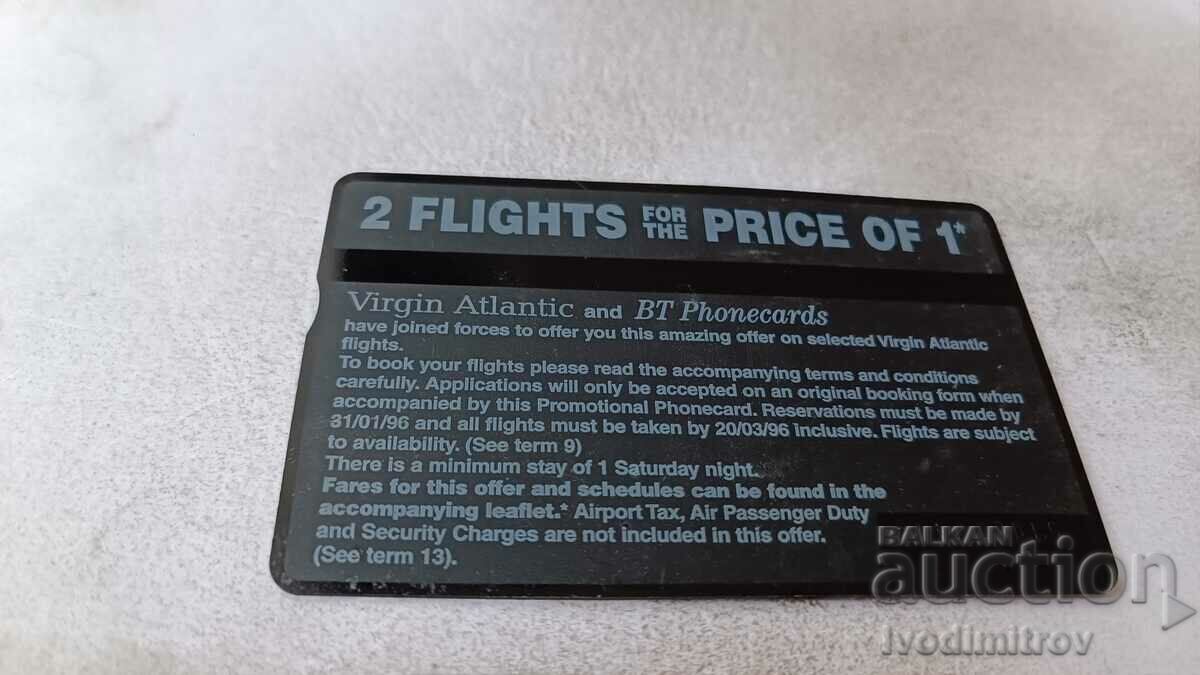 2 FLIGHTS FOR THE PRICE OF 1*
Virgin Atlantic and BT Phonecards
have joined forces to offer you this amazing offer on selected Virgin Atlantic
flights.
To book your flights please read the accompanying terms and conditions
carefully. Applications will only be accepted on an original booking form when
accompanied by this Promotional Phonecard. Reservations must be made by
31/01/96 and all flights must be taken by 20/03/96 inclusive. Flights are subject
to availability. (See term 9)
There is a minimum stay of 1 Saturday night.
Fares for this offer and schedules can be found in the
accompanying leaflet.* Airport Tax, Air Passenger Duty
and Security Charges are not included in this offer.
(See term 13).
BALKAN
auction
ivodimitrov